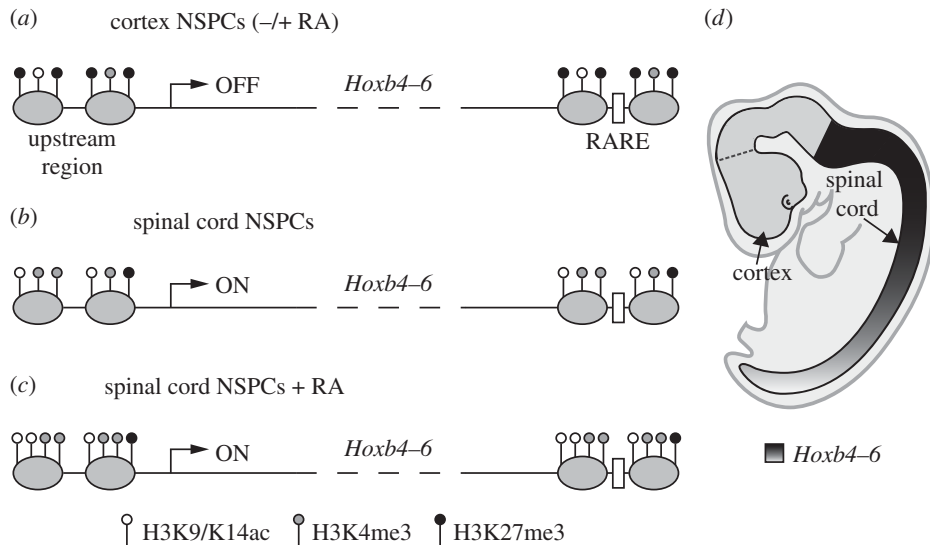 (a) cortex NSPCs (–/+ RA)
OFF
Hoxb4–6
upstream
region
RARE
(b) spinal cord NSPCs
ON
Hoxb4–6
(c) spinal cord NSPCs + RA
ON
Hoxb4–6
H3K9/K14ac H3K4me3 H3K27me3
(d)
spinal
cord
cortex
Hoxb4–6